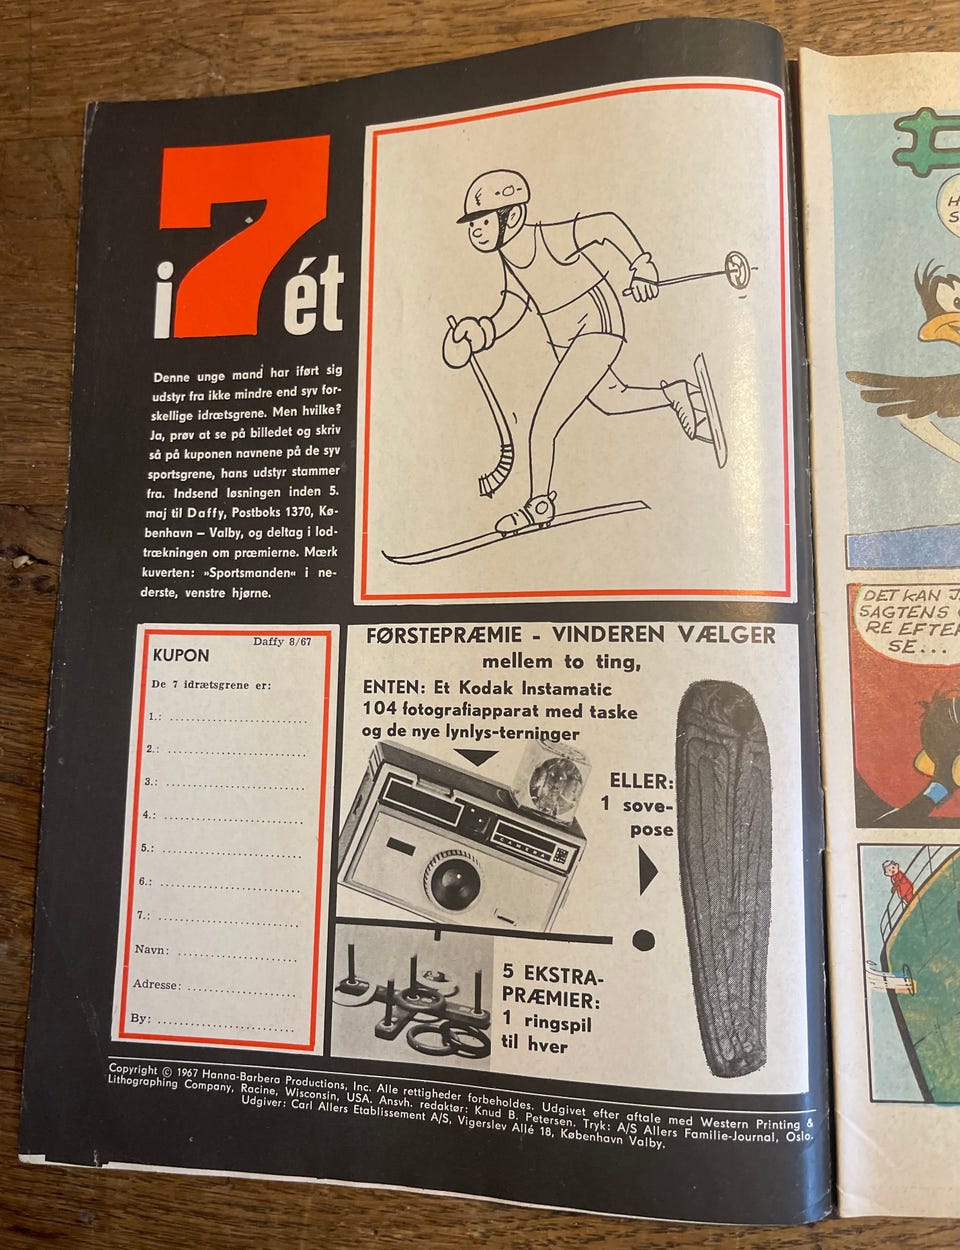 i 7 ét
Denne unge mand har iført sig
udstyr fra ikke mindre end syv for-
skellige idrætsgrene. Men hvilke?
Ja, prøv at se på billedet og skriv
så på kuponen navnene på de syv
sportsgrene, hans udstyr stammer
fra. Indsend løsningen inden 5.
maj til Daffy, Postboks 1370, Kø-
benhavn – Valby, og deltag i lod-
trækningen om præmierne. Mærk
kuverten: »Sportsmanden« i ne-
derste, venstre hjørne.
Daffy 8/67
KUPON
De 7 idrætsgrene er:
1.: ..............................
2.: ..............................
3.: ..............................
4.: ..............................
5.: ..............................
6.: ..............................
7.: ..............................
Navn: .........................
Adresse: ......................
By: .............................
FØRSTEPRÆMIE - VINDEREN VÆLGER
mellem to ting,
ENTEN: Et Kodak Instamatic
104 fotografiapparat med taske
og de nye lynlys-terninger
CAMERA
ELLER:
1 sove-
pose
5 EKSTRA-
PRÆMIER:
1 ringspil
til hver
Copyright © 1967 Hanna-Barbera Productions, Inc. Alle rettigheder forbeholdes. Udgivet efter aftale med Western Printing &
Lithographing Company, Racine, Wisconsin, USA. Ansvh. redaktør: Knud B. Petersen. Tryk: A/S Allers Familie-Journal, Oslo.
Udgiver: Carl Allers Etablissement A/S, Vigerslev Allé 18, København Valby.
DET KAN
SAGTENS
RE EFTER
SE...